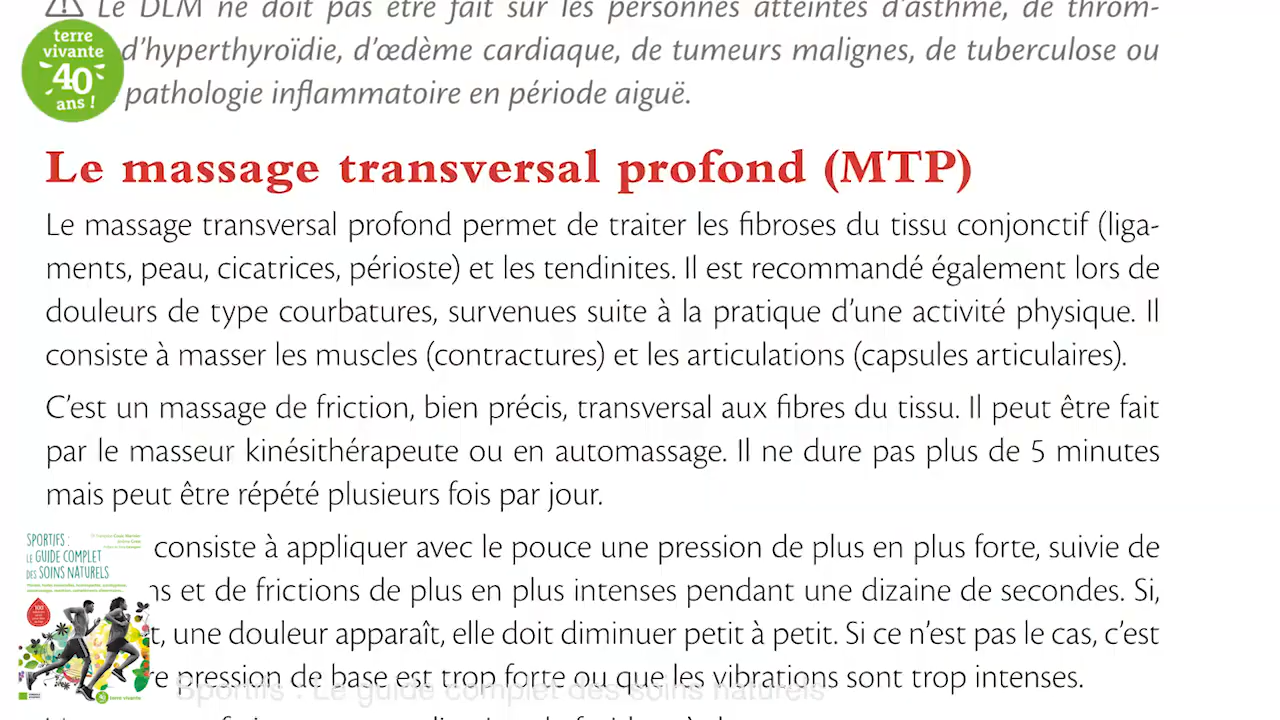 Le DLM ne doit pas être fait sur les personnes atteintes d'asthme, de throm-
d'hyperthyroïdie, d'œdème cardiaque, de tumeurs malignes, de tuberculose ou
pathologie inflammatoire en période aiguë.
terre
vivante
40
ans !
Le massage transversal profond (MTP)
Le massage transversal profond permet de traiter les fibroses du tissu conjonctif (liga-
ments, peau, cicatrices, périoste) et les tendinites. Il est recommandé également lors de
douleurs de type courbatures, survenues suite à la pratique d'une activité physique. Il
consiste à masser les muscles (contractures) et les articulations (capsules articulaires).
C'est un massage de friction, bien précis, transversal aux fibres du tissu. Il peut être fait
par le masseur kinésithérapeute ou en automassage. Il ne dure pas plus de 5 minutes
mais peut être répété plusieurs fois par jour.
consiste à appliquer avec le pouce une pression de plus en plus forte, suivie de
ns et de frictions de plus en plus intenses pendant une dizaine de secondes. Si,
t, une douleur apparaît, elle doit diminuer petit à petit. Si ce n'est pas le cas, c'est
re pression de base est trop forte ou que les vibrations sont trop intenses.
SPORTIFS :
LE GUIDE COMPLET
DES SOINS NATURELS
terre vivante
Sportifs : Le guide complet des soins naturels